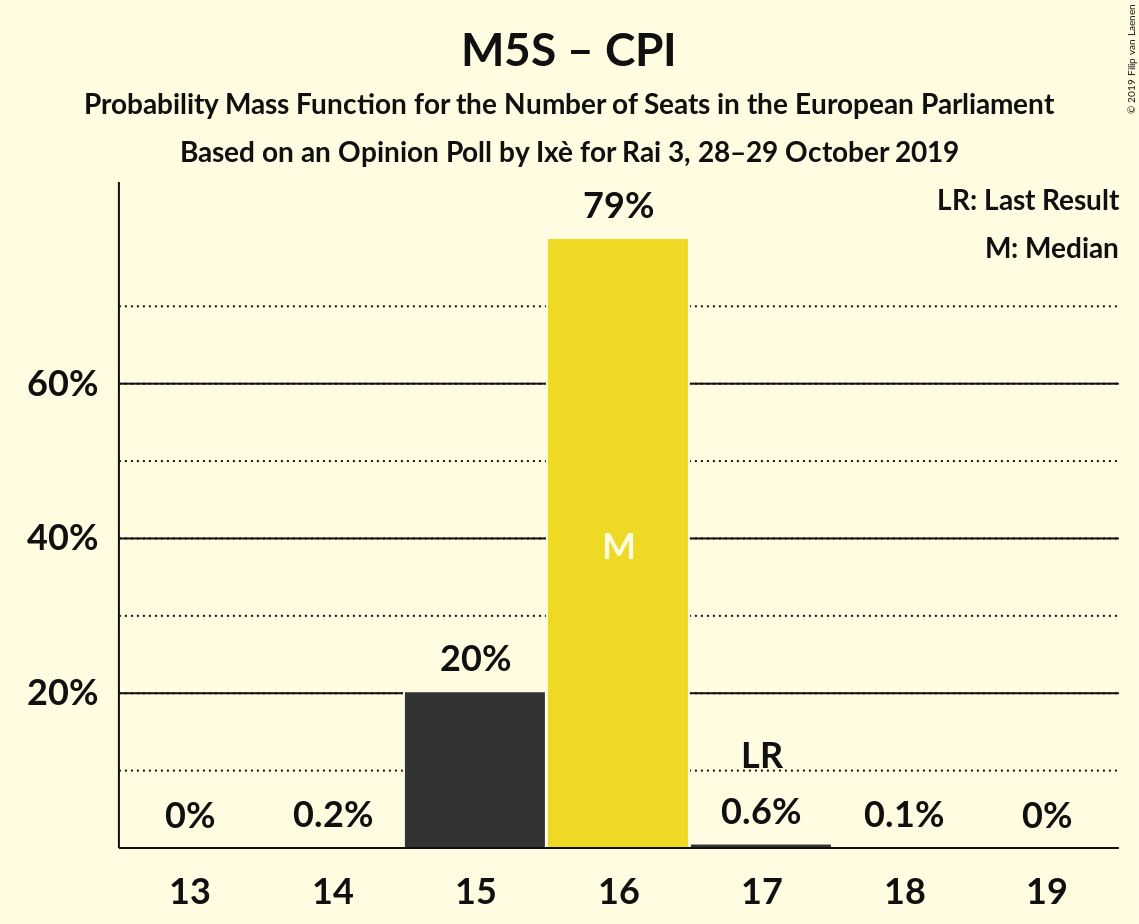 M5S – CPI
Probability Mass Function for the Number of Seats in the European Parliament
Based on an Opinion Poll by Ixè for Rai 3, 28–29 October 2019
© 2019 Filip van Laenen
LR: Last Result
M: Median
79%
60%
M
40%
20%
20%
LR
0%
0.2%
0.6%
0.1%
0%
13 14 15 16 17 18 19